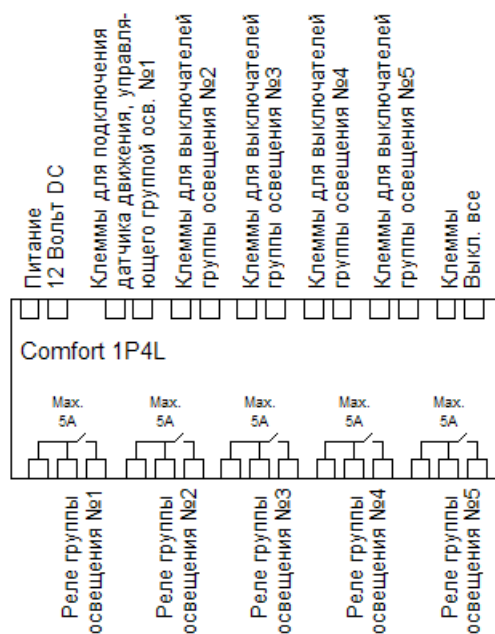 Питание
12 Вольт DC
Клеммы для подключения
датчика движения, управля-
ющего группой осв. №1
Клеммы для выключателей
группы освещения №2
Клеммы для выключателей
группы освещения №3
Клеммы для выключателей
группы освещения №4
Клеммы для выключателей
группы освещения №5
Клеммы
Выкл. все
Comfort 1P4L
Max.
5A
Max.
5A
Max.
5A
Max.
5A
Max.
5A
Реле группы
освещения №1
Реле группы
освещения №2
Реле группы
освещения №3
Реле группы
освещения №4
Реле группы
освещения №5